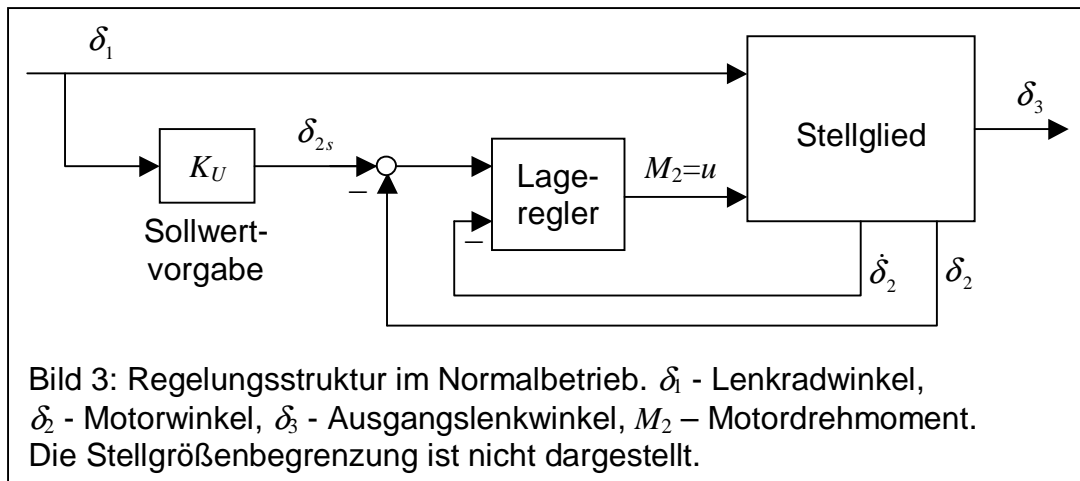 δ₁
δ₃
Stellglied
K_U
δ₂ₛ
–
Lage-
regler
M₂=u
–
Sollwert-
vorgabe
δ̇₂
δ₂
Bild 3: Regelungsstruktur im Normalbetrieb. δ₁ - Lenkradwinkel,
δ₂ - Motorwinkel, δ₃ - Ausgangslenkwinkel, M₂ – Motordrehmoment.
Die Stellgrößenbegrenzung ist nicht dargestellt.